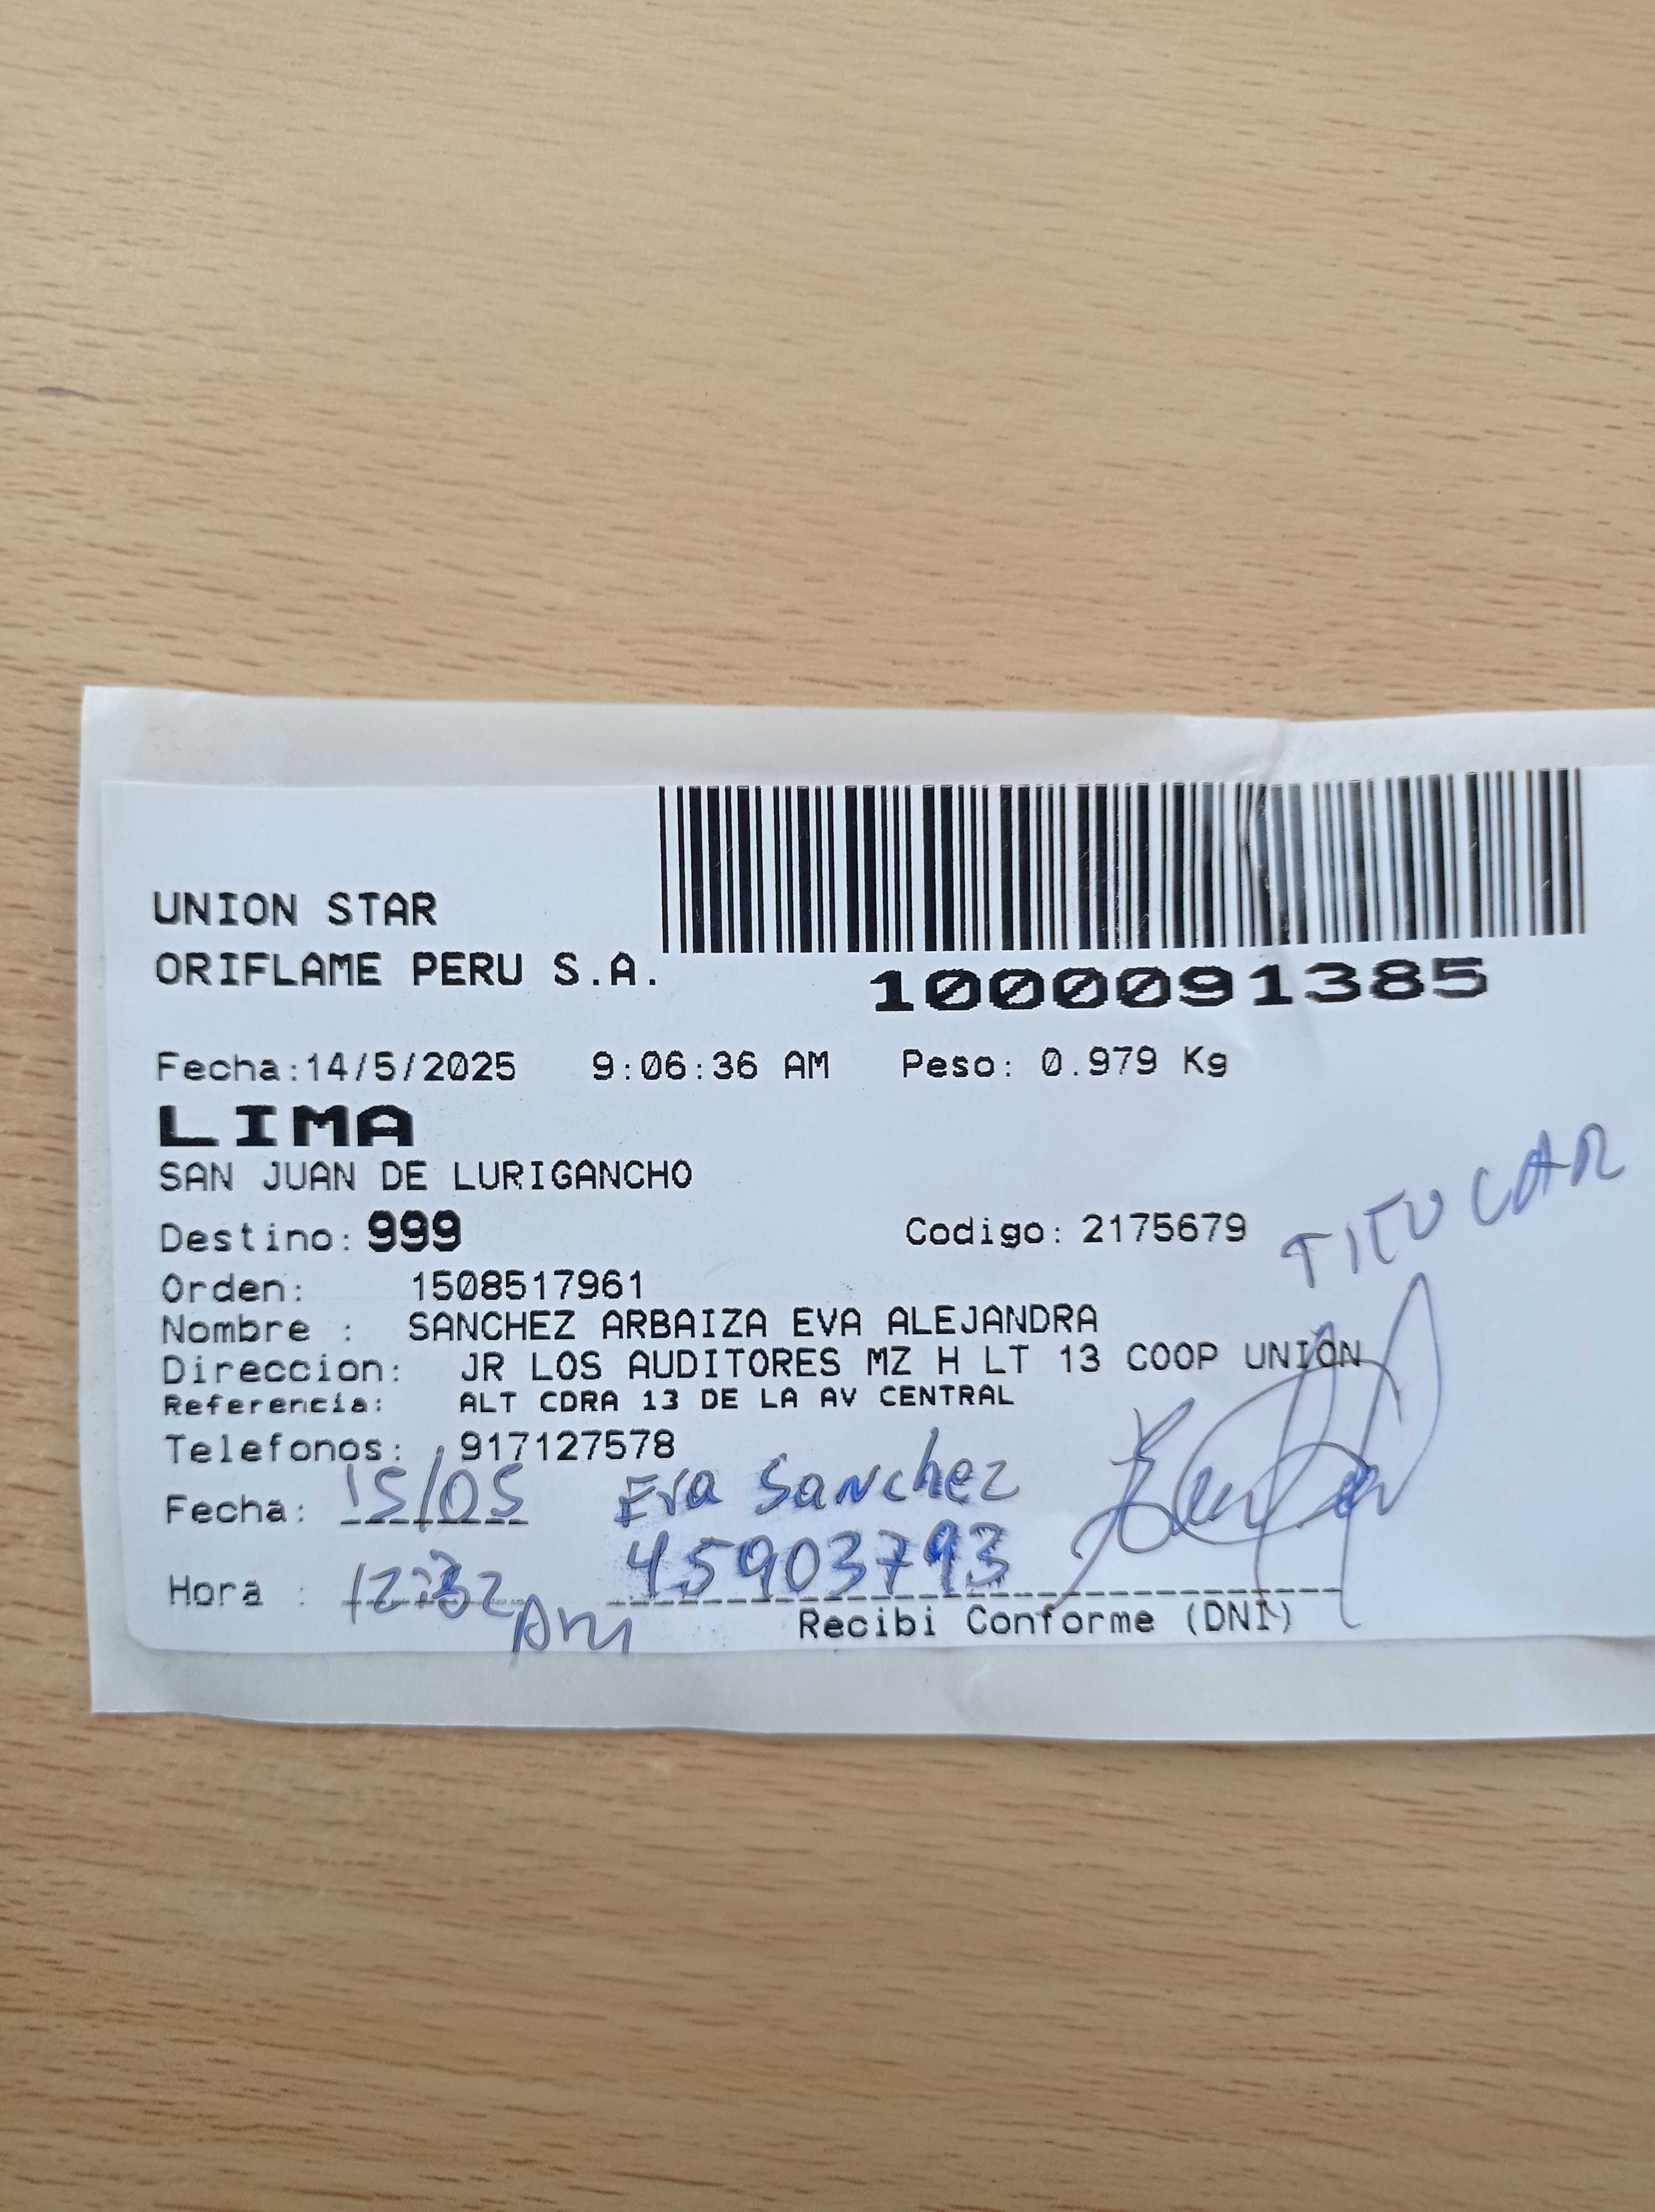 UNION STAR
ORIFLAME PERU S.A.
1000091385
Fecha:14/5/2025 9:06:36 AM Peso: 0.979 Kg
LIMA
SAN JUAN DE LURIGANCHO
Destino: 999 Codigo: 2175679
TITULAR
Orden: 1508517961
Nombre : SANCHEZ ARBAIZA EVA ALEJANDRA
Direccion: JR LOS AUDITORES MZ H LT 13 COOP UNION
Referencia: ALT CDRA 13 DE LA AV CENTRAL
Telefonos: 917127578
Fecha: 15/05 Eva Sanchez
Hora : 12:32 AM 45903793
Recibi Conforme (DNI)